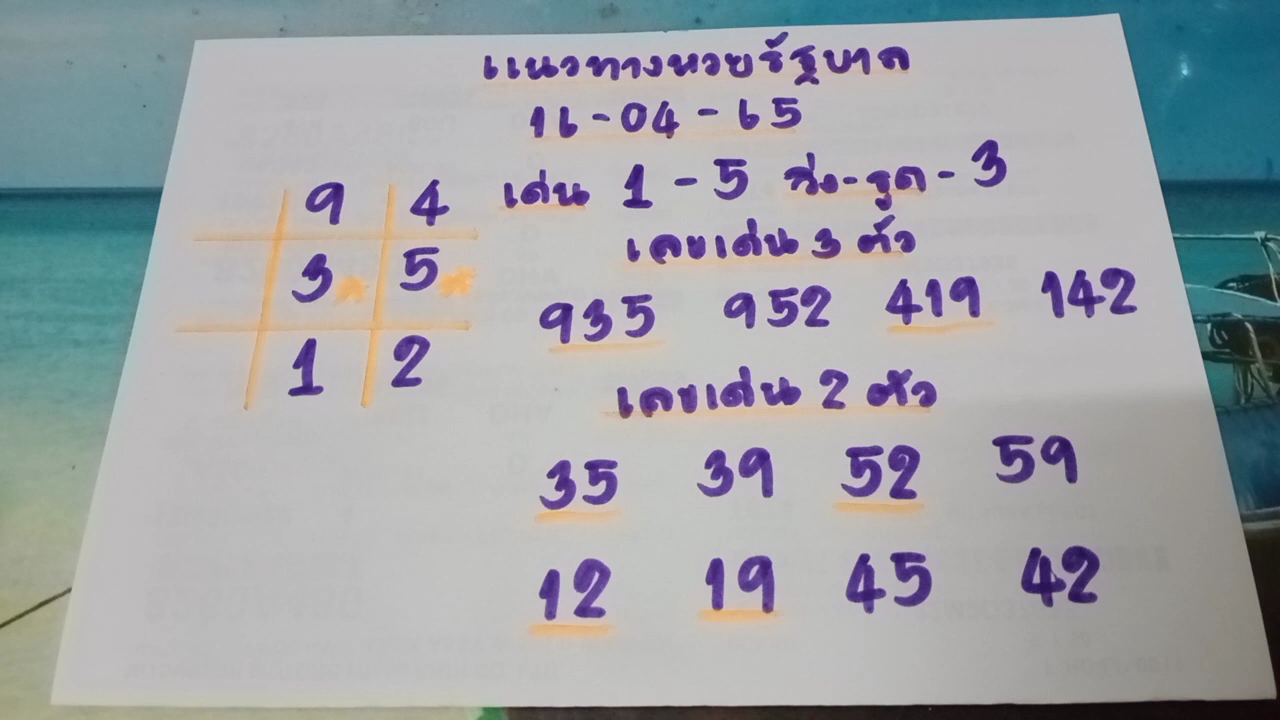 แนวทางหวยรัฐบาล
16-04-65
เด่น 1-5 วิ่ง-รูด-3
9 4
3 5
1 2
เลขเด่น 3 ตัว
935 952 419 142
เลขเด่น 2 ตัว
35 39 52 59
12 19 45 42